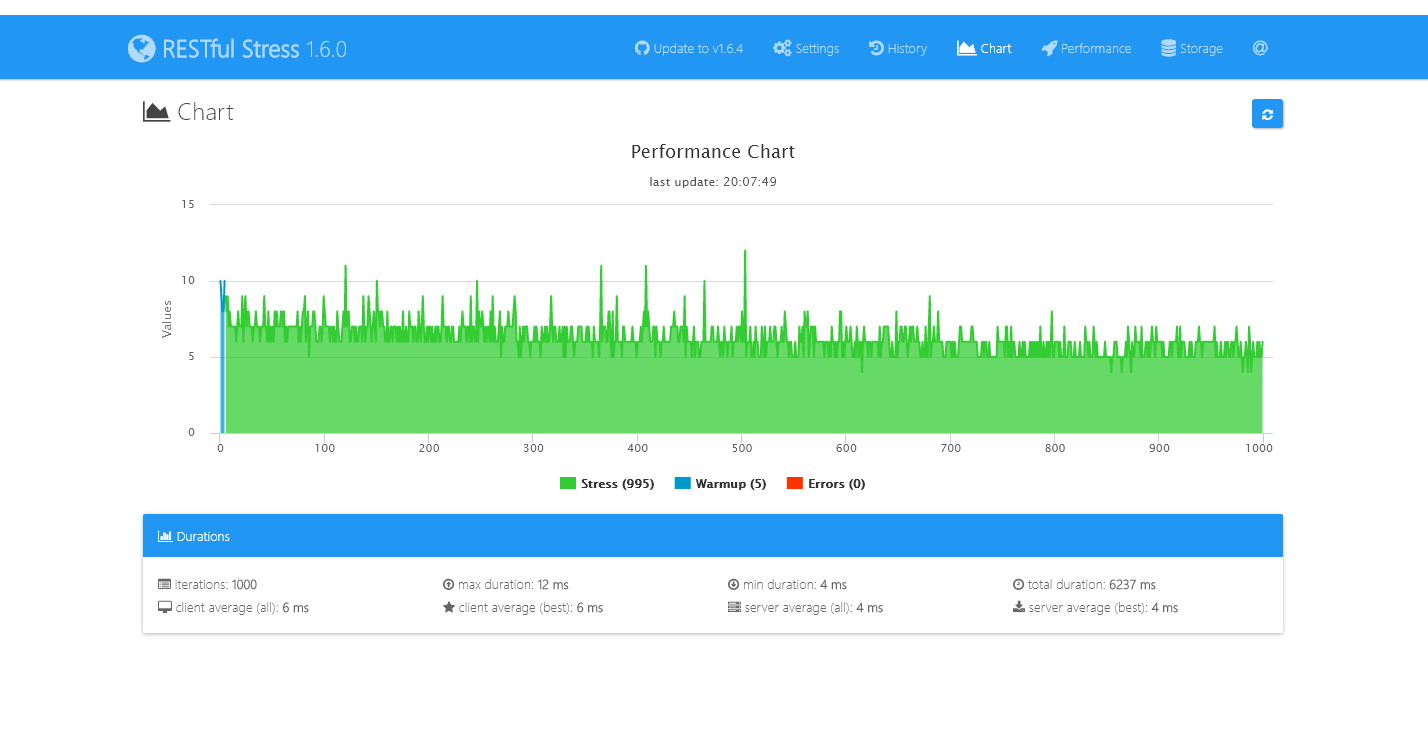 RESTful Stress 1.6.0 Update to v1.6.4 Settings History Chart Performance Storage @
Chart
Performance Chart
last update: 20:07:49
Values
15
10
5
0
0 100 200 300 400 500 600 700 800 900 1000
Stress (995) Warmup (5) Errors (0)
Durations
iterations: 1000 max duration: 12 ms min duration: 4 ms total duration: 6237 ms
client average (all): 6 ms client average (best): 6 ms server average (all): 4 ms server average (best): 4 ms